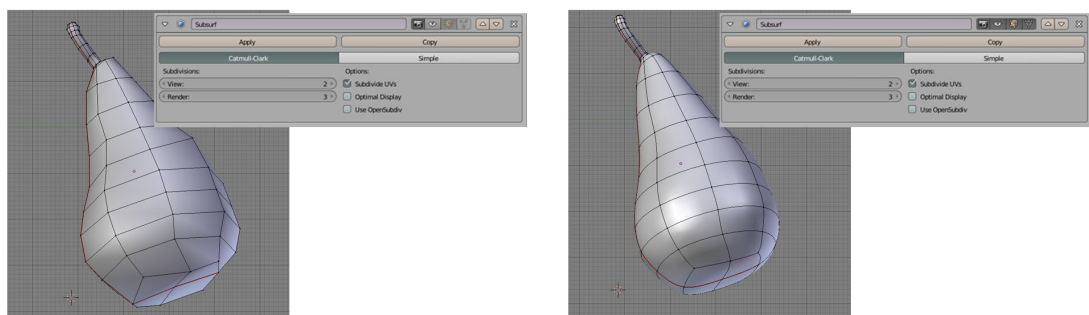 Subsurf
Apply Copy
Catmull-Clark Simple
Subdivisions: Options:
View: 2 Subdivide UVs
Render: 3 Optimal Display
Use OpenSubdiv
Subsurf
Apply Copy
Catmull-Clark Simple
Subdivisions: Options:
View: 2 Subdivide UVs
Render: 3 Optimal Display
Use OpenSubdiv